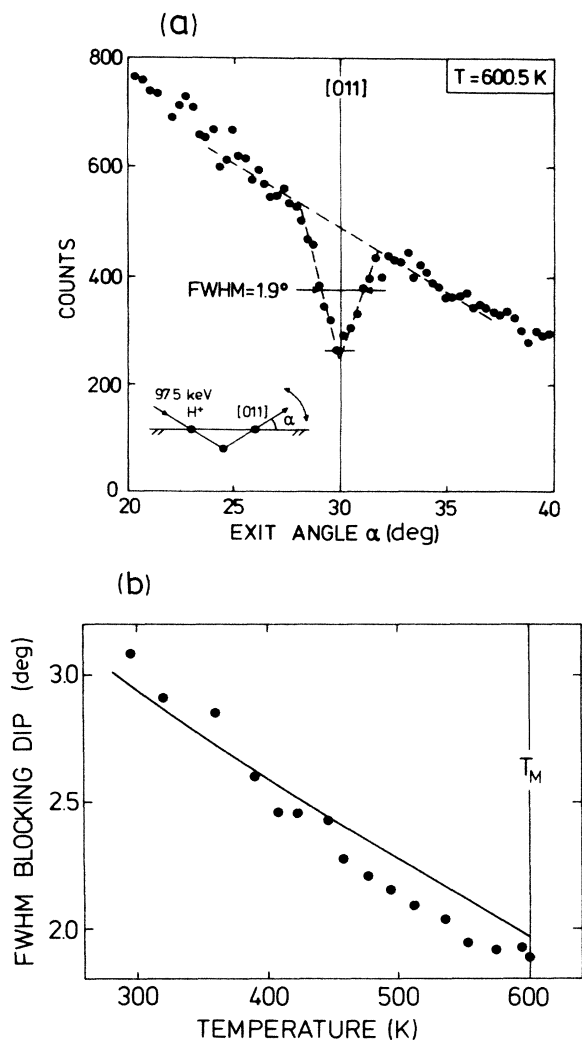 (a)
800
600
400
200
0
COUNTS
[011]
T = 600.5 K
FWHM = 1.9°
97.5 keV
H+
[011]
α
20 25 30 35 40
EXIT ANGLE α (deg)
(b)
3.0
2.5
2.0
FWHM BLOCKING DIP (deg)
TM
300 400 500 600
TEMPERATURE (K)